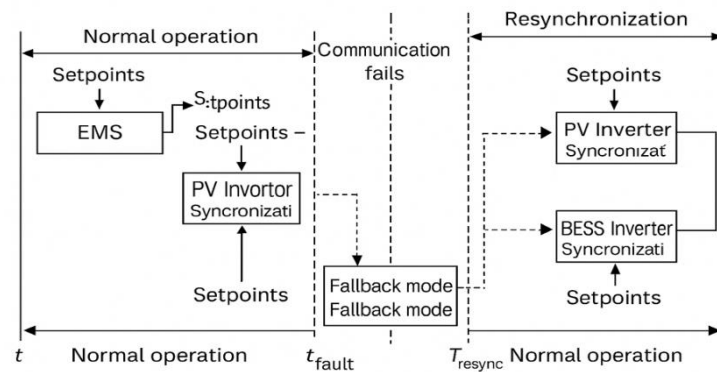 Normal operation
Communication
fails
Resynchronization
Setpoints
EMS
S:tpoints
Setpoints –
PV Invortor
Syncronizati
Setpoints
Fallback mode
Fallback mode
Setpoints
PV Inverter
Syncronizat́
BESS Inverter
Syncronizati
Setpoints
t
Normal operation
t_fault
T_resync
Normal operation